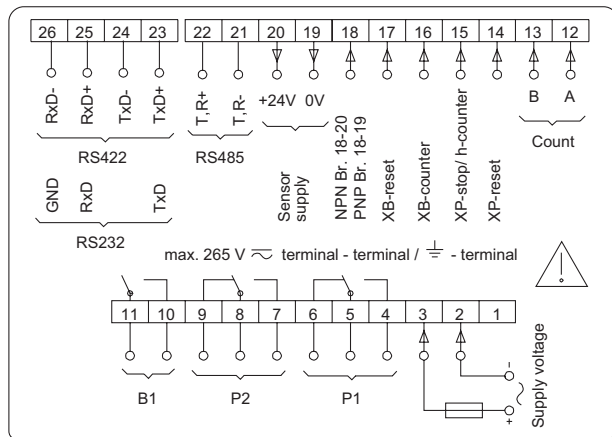 26 25 24 23 22 21 20 19 18 17 16 15 14 13 12
RxD- RxD+ TxD- TxD+ T,R+ T,R- +24V 0V B A
RS422 RS485 Count
GND RxD TxD
RS232
Sensor
supply
NPN Br. 18-20
PNP Br. 18-19
XB-reset
XB-counter
XP-stop/ h-counter
XP-reset
max. 265 V terminal - terminal / - terminal
11 10 9 8 7 6 5 4 3 2 1
B1 P2 P1
Supply voltage
-
+